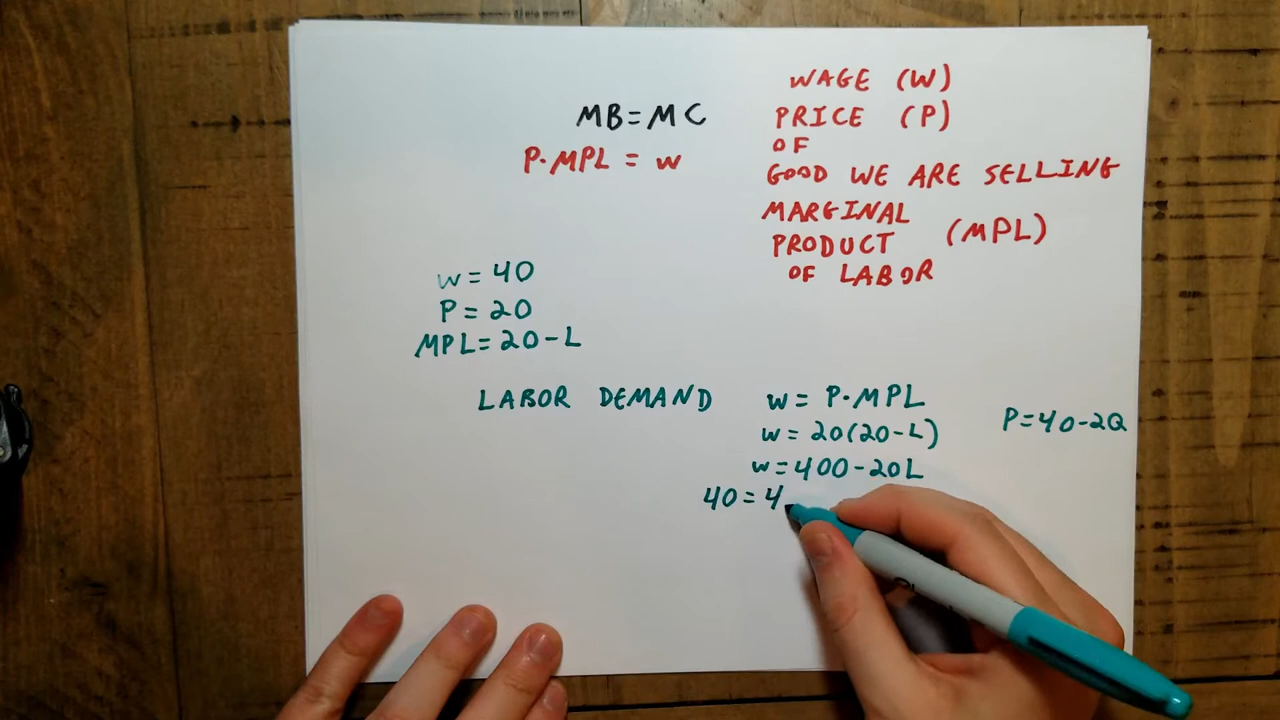 MB=MC
P·MPL = W
WAGE (W)
PRICE (P)
OF
GOOD WE ARE SELLING
MARGINAL
PRODUCT (MPL)
OF LABOR
W = 40
P = 20
MPL = 20-L
LABOR DEMAND
W = P·MPL
W = 20(20-L)
W = 400-20L
40 = 4
P=40-2Q